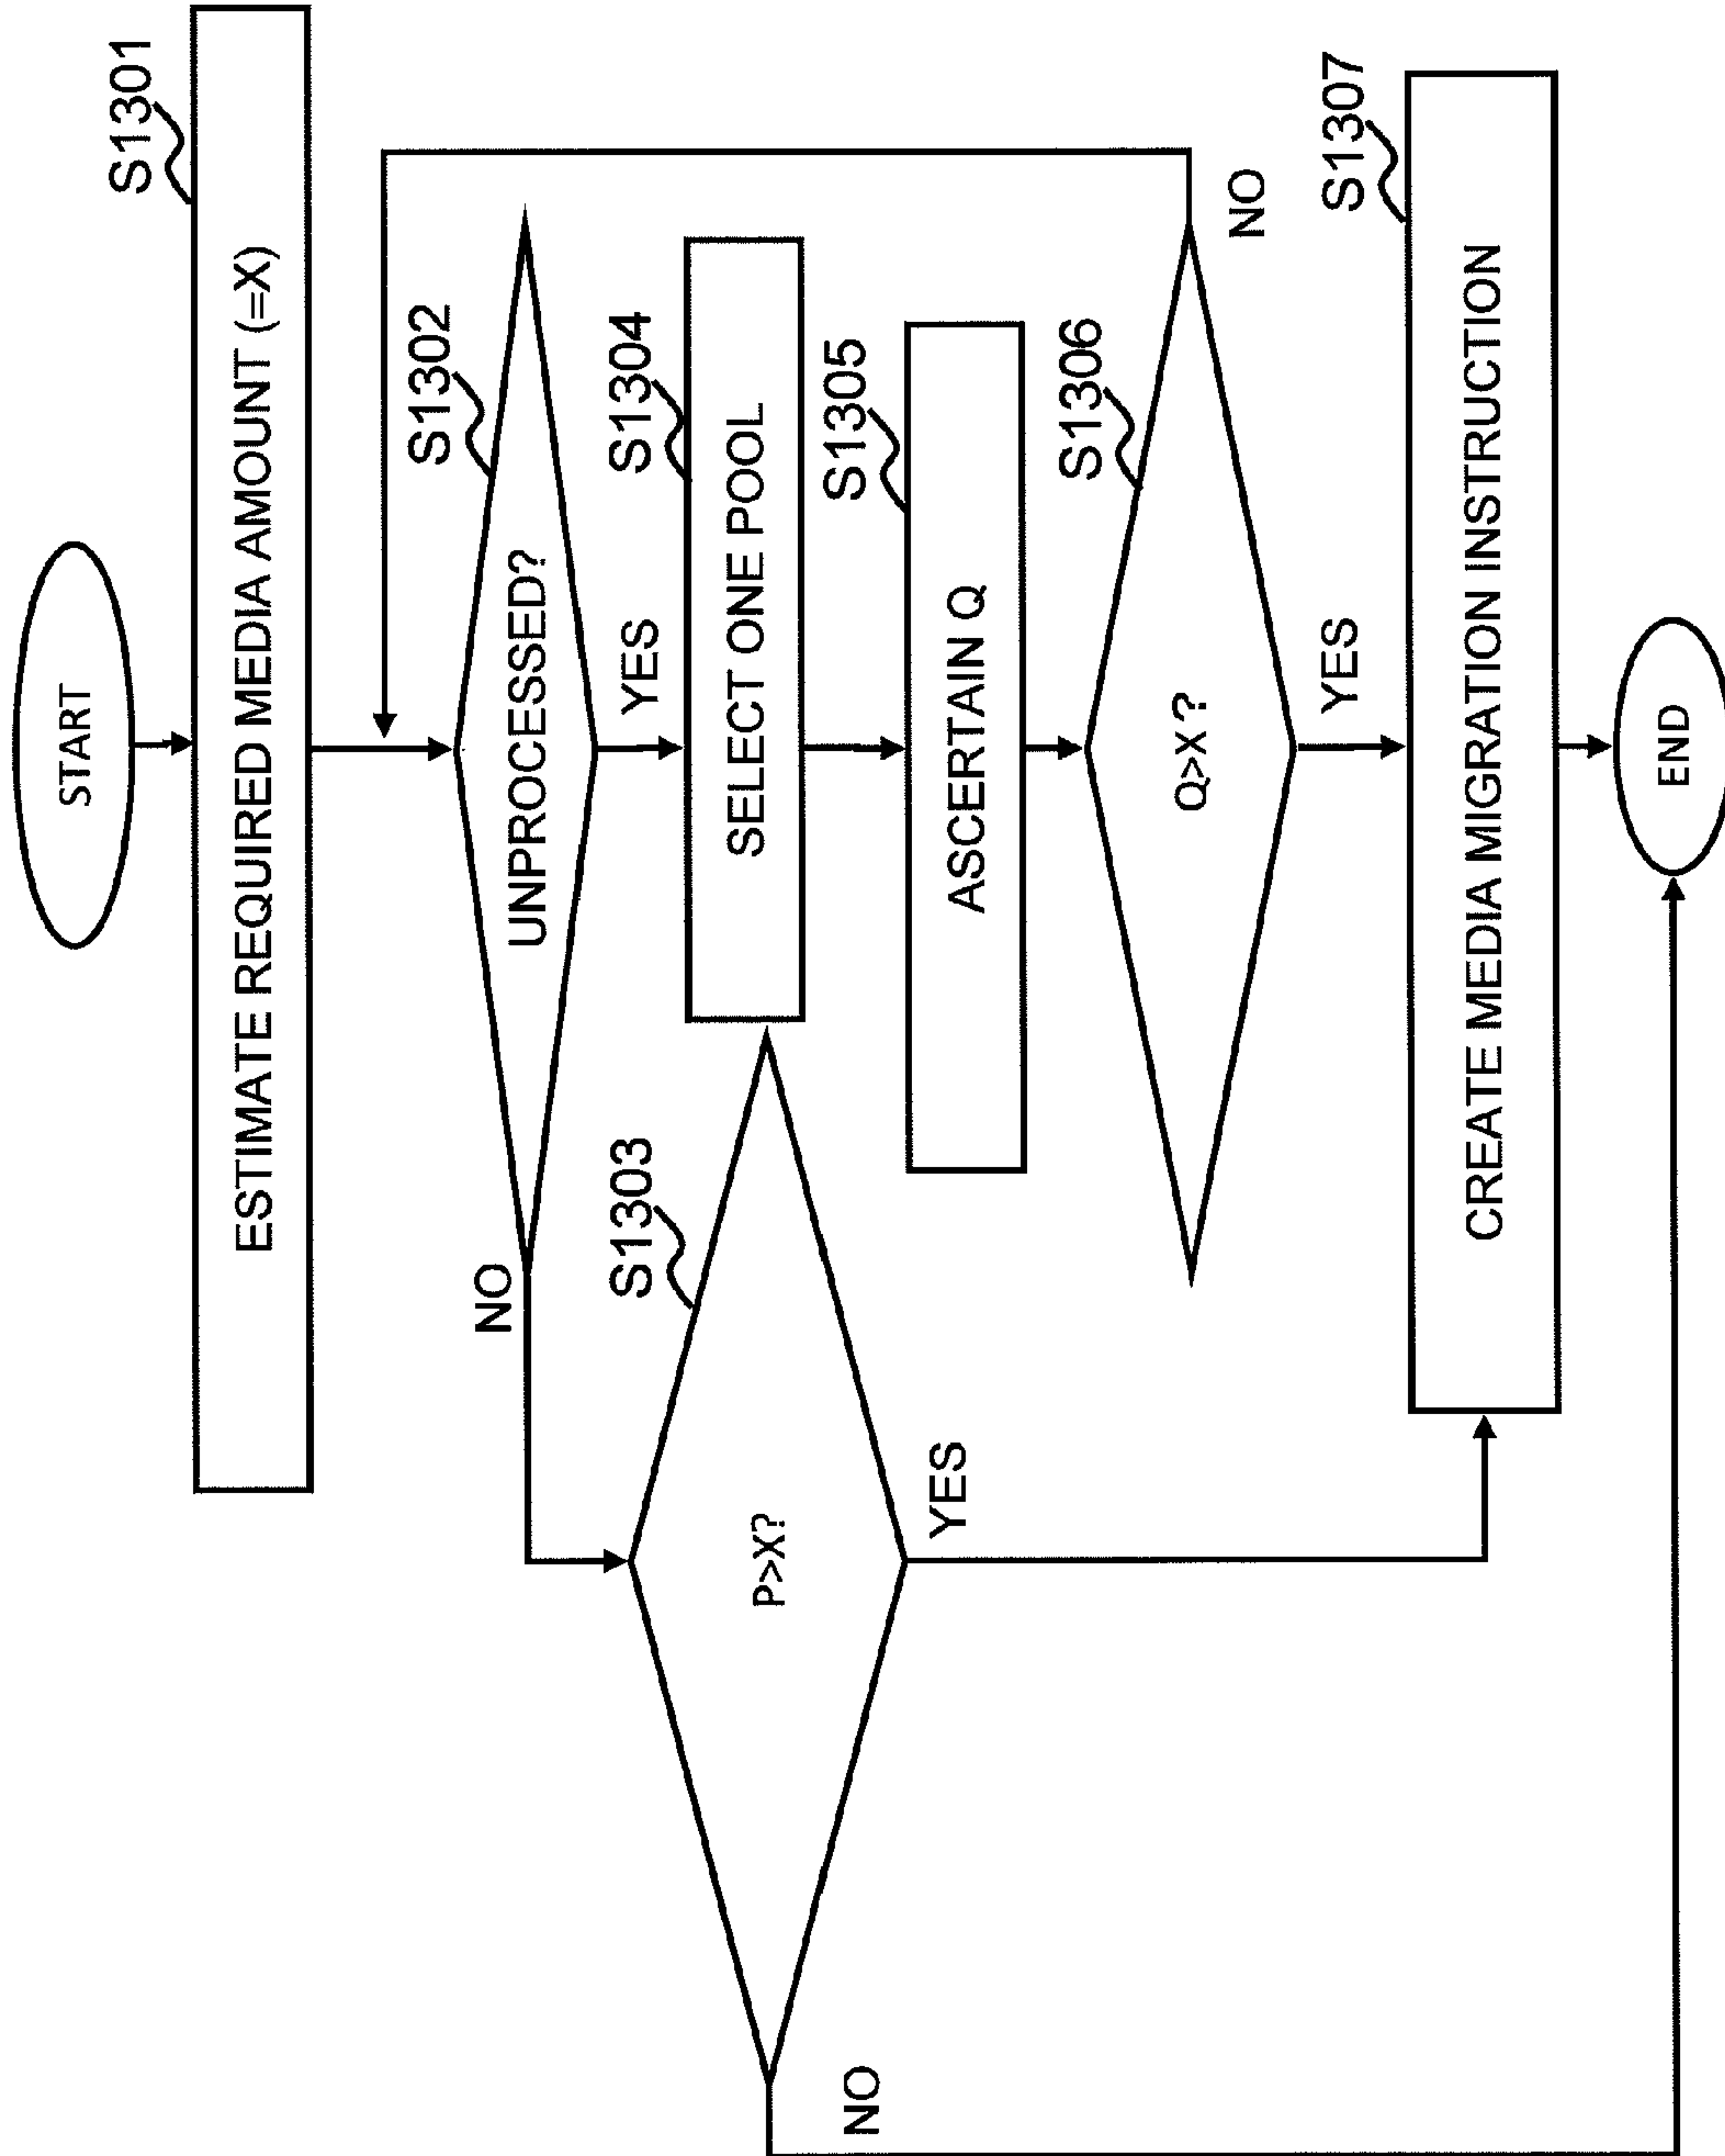 START
S1301
ESTIMATE REQUIRED MEDIA AMOUNT (=X)
S1302
UNPROCESSED?
NO
YES
S1303
P>X?
S1304
SELECT ONE POOL
S1305
ASCERTAIN Q
NO
YES
S1306
Q>X?
NO
YES
S1307
CREATE MEDIA MIGRATION INSTRUCTION
END